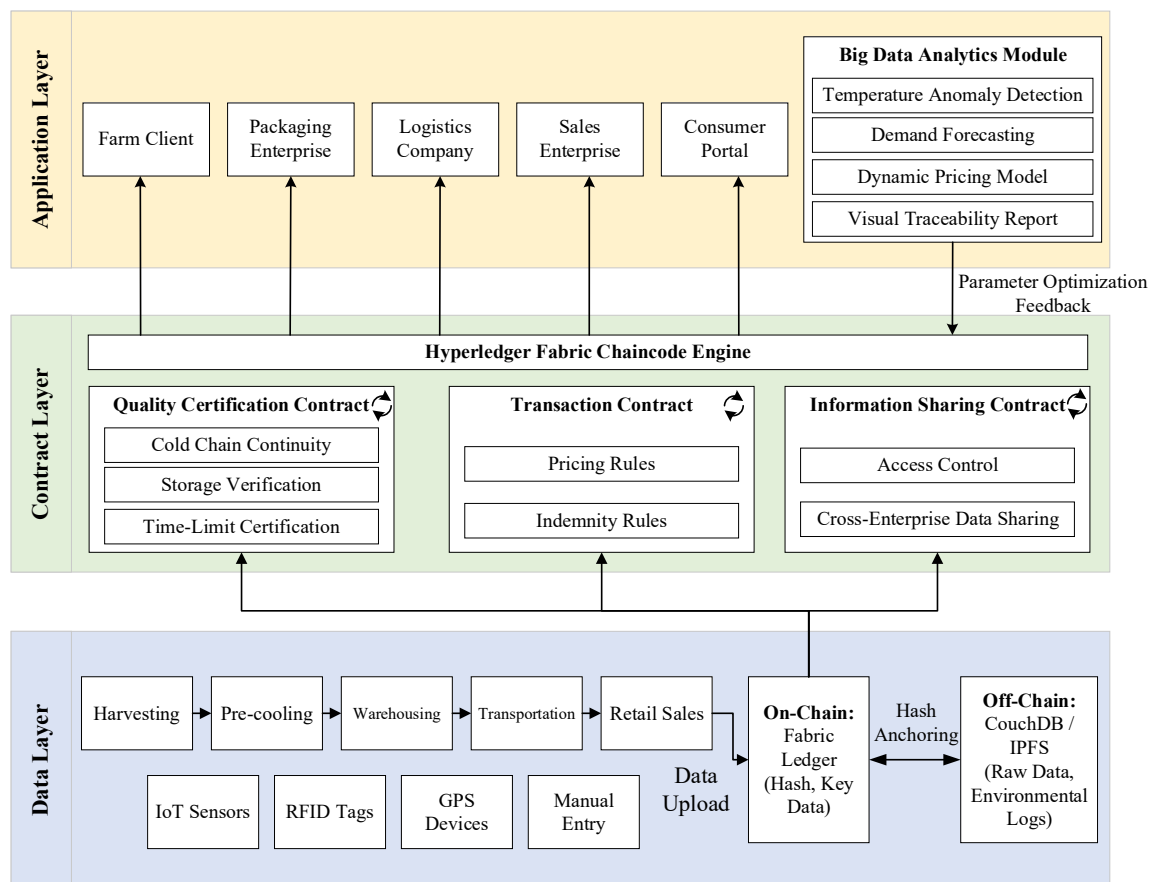 Application Layer
Big Data Analytics Module
Temperature Anomaly Detection
Demand Forecasting
Dynamic Pricing Model
Visual Traceability Report
Farm Client
Packaging
Enterprise
Logistics
Company
Sales
Enterprise
Consumer
Portal
Parameter Optimization
Feedback
Contract Layer
Hyperledger Fabric Chaincode Engine
Quality Certification Contract
Cold Chain Continuity
Storage Verification
Time-Limit Certification
Transaction Contract
Pricing Rules
Indemnity Rules
Information Sharing Contract
Access Control
Cross-Enterprise Data Sharing
Data Layer
Harvesting
Pre-cooling
Warehousing
Transportation
Retail Sales
IoT Sensors
RFID Tags
GPS
Devices
Manual
Entry
Data
Upload
On-Chain:
Fabric
Ledger
(Hash, Key
Data)
Hash
Anchoring
Off-Chain:
CouchDB /
IPFS
(Raw Data,
Environmental
Logs)